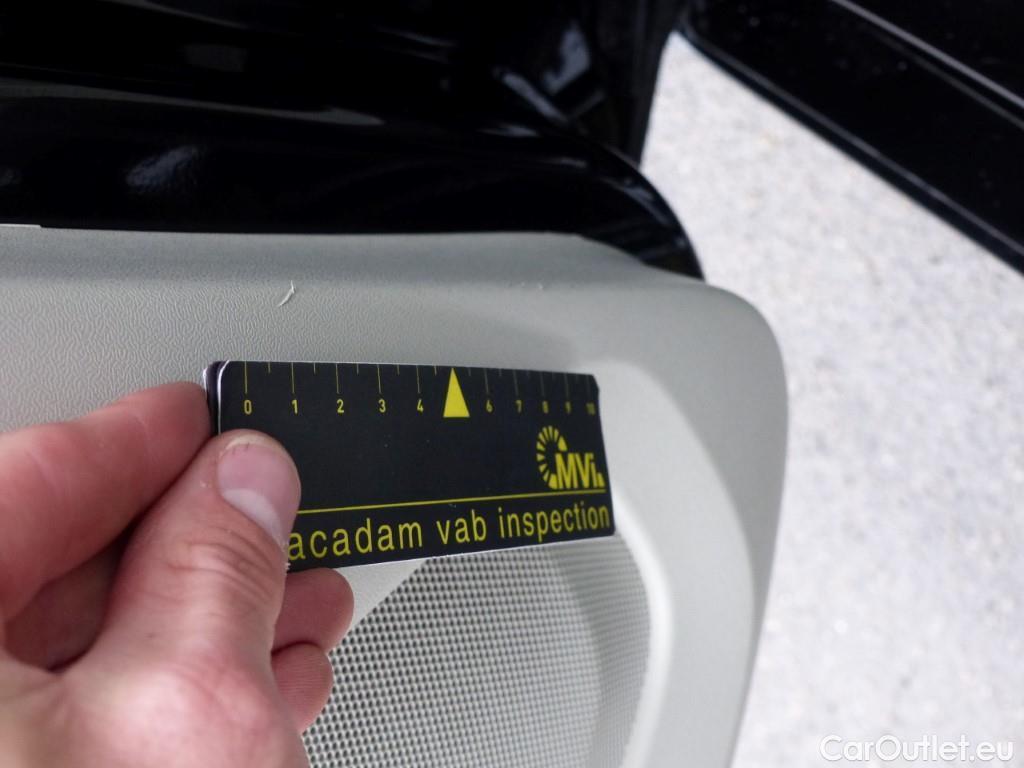 0 1 2 3 4 6 7 8 9 10
MVi
acadam vab inspection
CarOutlet.eu